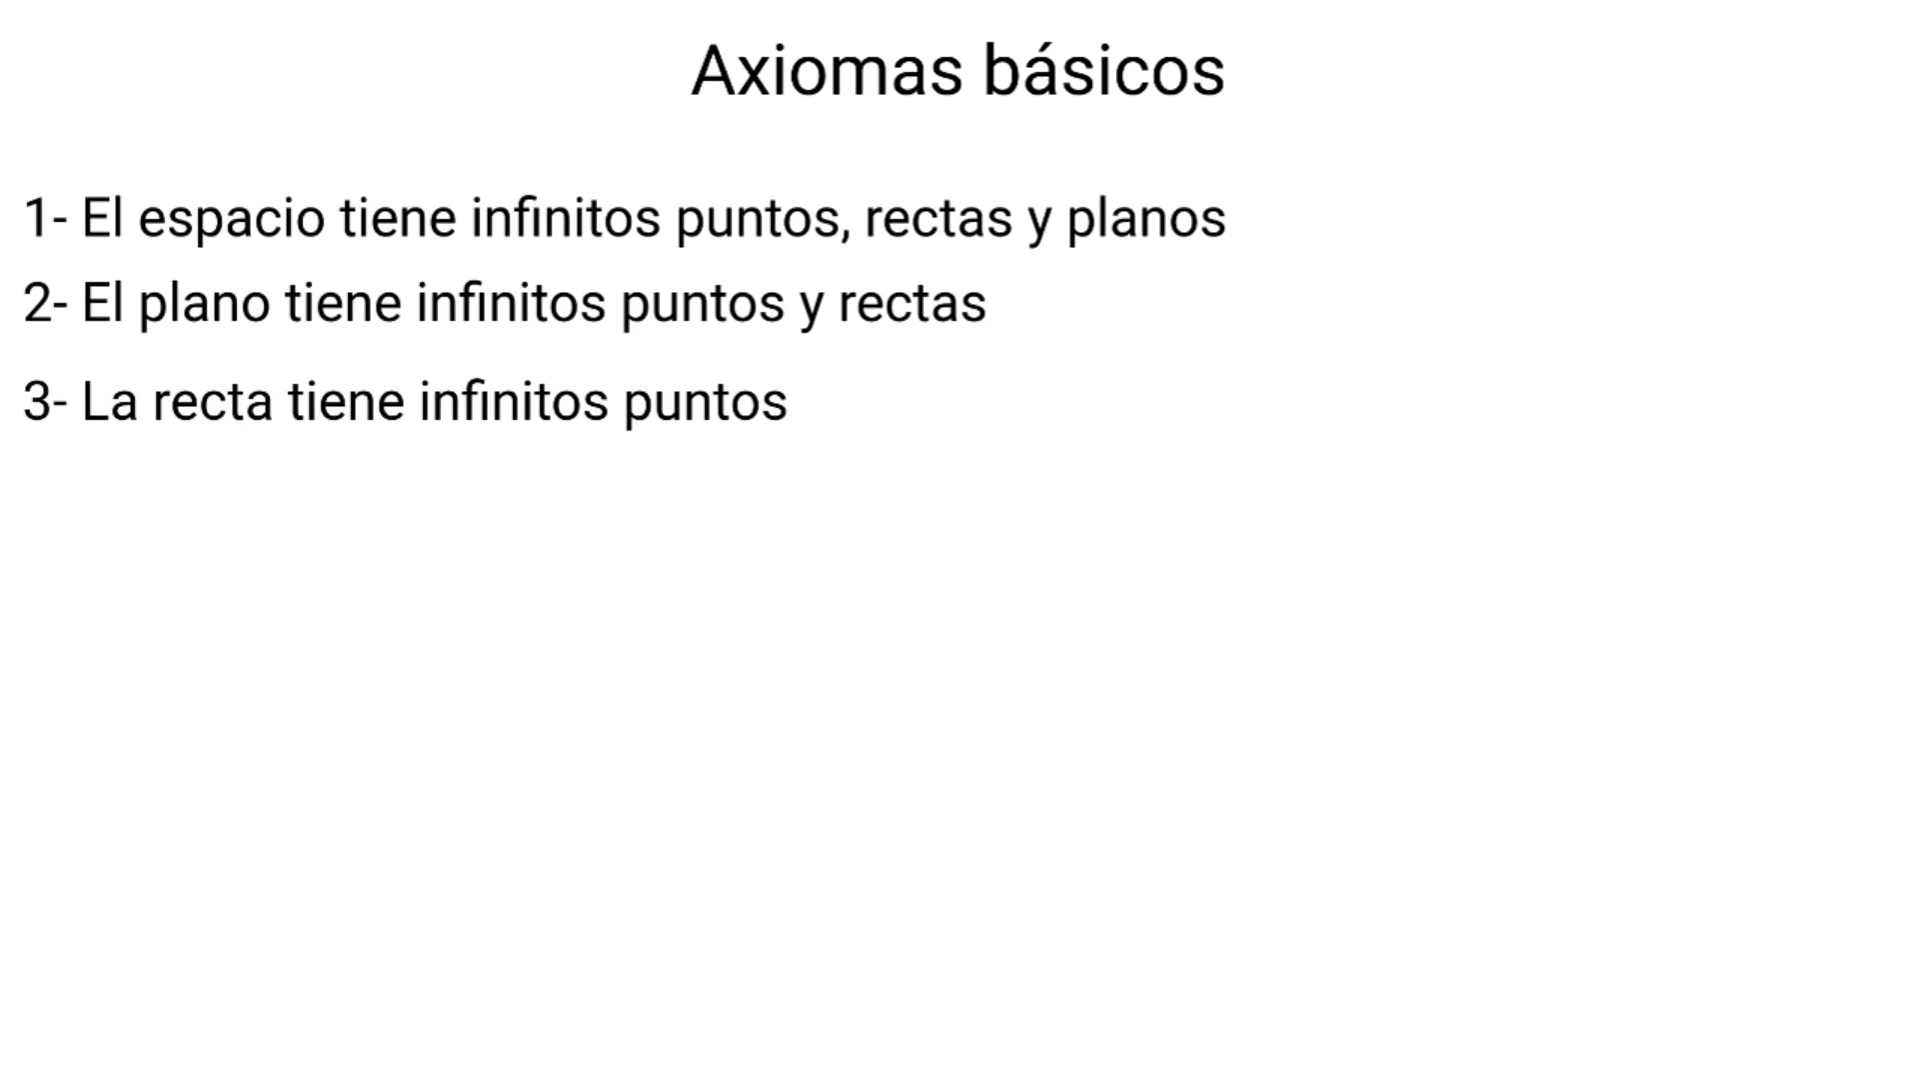 Axiomas básicos
1- El espacio tiene infinitos puntos, rectas y planos
2- El plano tiene infinitos puntos y rectas
3- La recta tiene infinitos puntos